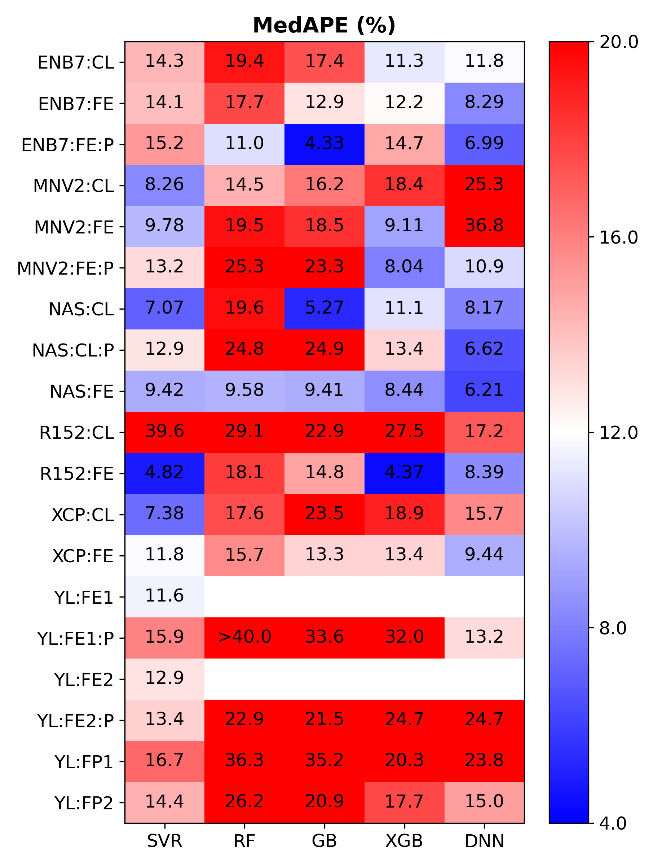 MedAPE (%)
ENB7:CL 14.3 19.4 17.4 11.3 11.8
ENB7:FE 14.1 17.7 12.9 12.2 8.29
ENB7:FE:P 15.2 11.0 4.33 14.7 6.99
MNV2:CL 8.26 14.5 16.2 18.4 25.3
MNV2:FE 9.78 19.5 18.5 9.11 36.8
MNV2:FE:P 13.2 25.3 23.3 8.04 10.9
NAS:CL 7.07 19.6 5.27 11.1 8.17
NAS:CL:P 12.9 24.8 24.9 13.4 6.62
NAS:FE 9.42 9.58 9.41 8.44 6.21
R152:CL 39.6 29.1 22.9 27.5 17.2
R152:FE 4.82 18.1 14.8 4.37 8.39
XCP:CL 7.38 17.6 23.5 18.9 15.7
XCP:FE 11.8 15.7 13.3 13.4 9.44
YL:FE1 11.6
YL:FE1:P 15.9 >40.0 33.6 32.0 13.2
YL:FE2 12.9
YL:FE2:P 13.4 22.9 21.5 24.7 24.7
YL:FP1 16.7 36.3 35.2 20.3 23.8
YL:FP2 14.4 26.2 20.9 17.7 15.0
SVR RF GB XGB DNN
20.0
16.0
12.0
8.0
4.0